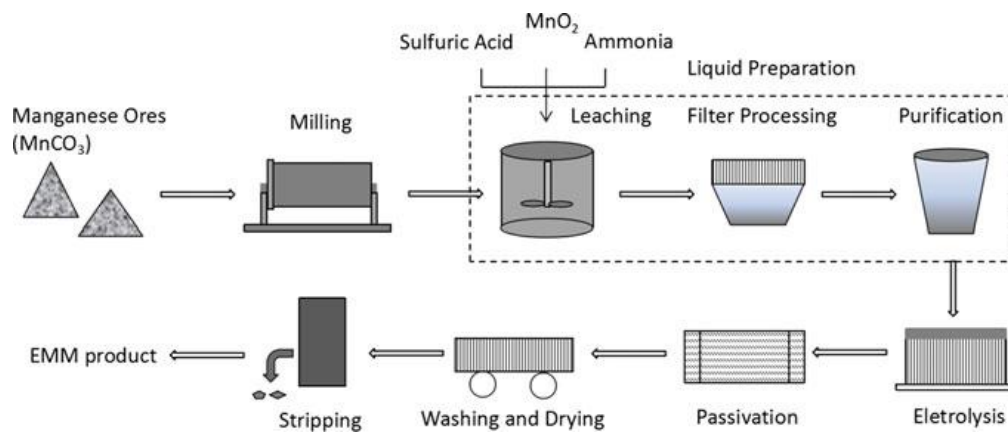 MnO₂
Sulfuric Acid
Ammonia
Liquid Preparation
Manganese Ores
(MnCO₃)
Milling
Leaching
Filter Processing
Purification
EMM product
Stripping
Washing and Drying
Passivation
Eletrolysis